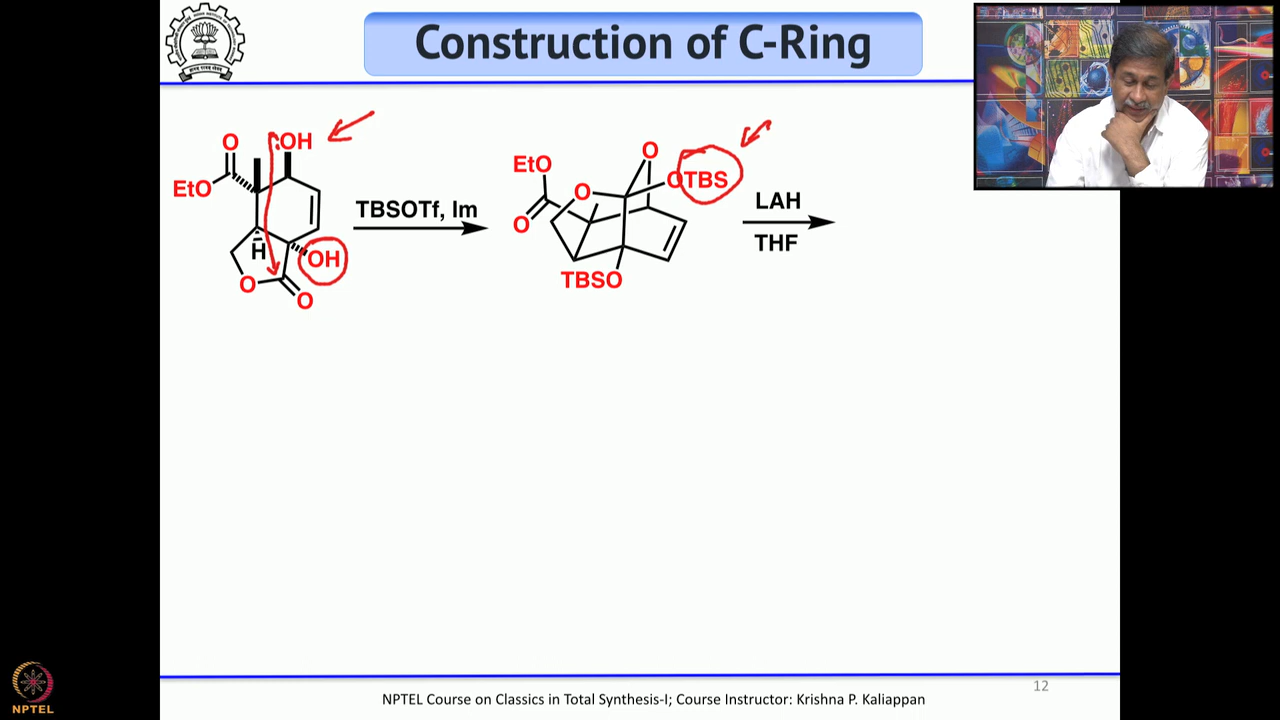 Construction of C-Ring
O
:OH
EtO
H
OH
O
O
TBSOTf, Im
EtO
O
O
O
OTBS
TBSO
LAH
THF
12
NPTEL Course on Classics in Total Synthesis-I; Course Instructor: Krishna P. Kaliappan
NPTEL